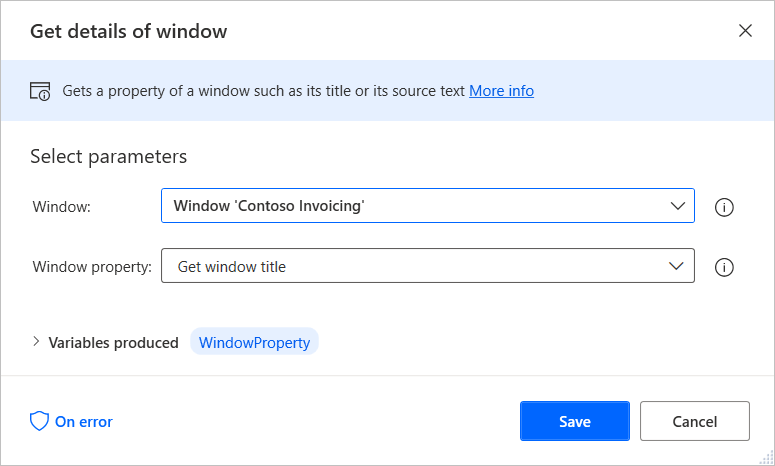 Get details of window
Gets a property of a window such as its title or its source text More info
Select parameters
Window: Window 'Contoso Invoicing'
Window property: Get window title
Variables produced WindowProperty
On error Save Cancel